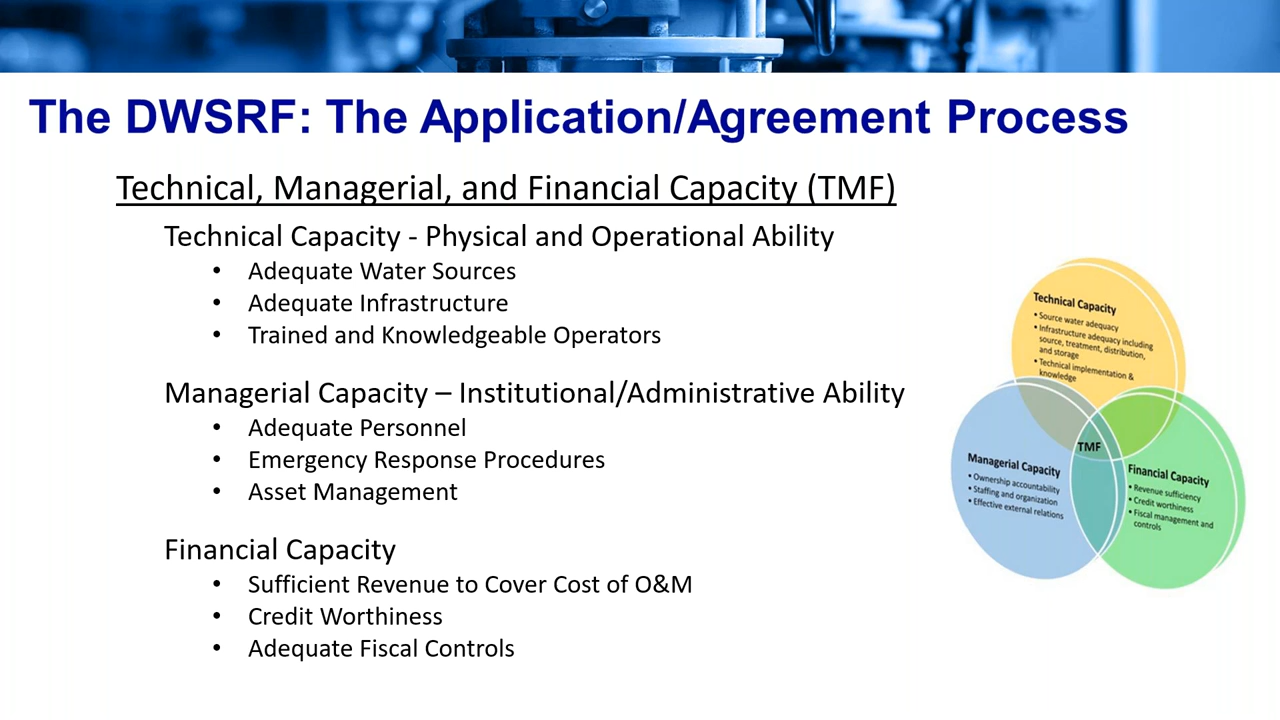 The DWSRF: The Application/Agreement Process
Technical, Managerial, and Financial Capacity (TMF)
Technical Capacity - Physical and Operational Ability
• Adequate Water Sources
• Adequate Infrastructure
• Trained and Knowledgeable Operators
Managerial Capacity – Institutional/Administrative Ability
• Adequate Personnel
• Emergency Response Procedures
• Asset Management
Financial Capacity
• Sufficient Revenue to Cover Cost of O&M
• Credit Worthiness
• Adequate Fiscal Controls
Technical Capacity
• Source water adequacy
• Infrastructure adequacy including
source, treatment, distribution,
and storage
• Technical implementation &
knowledge
TMF
Managerial Capacity
• Ownership accountability
• Staffing and organization
• Effective external relations
Financial Capacity
• Revenue sufficiency
• Credit worthiness
• Fiscal management and
controls